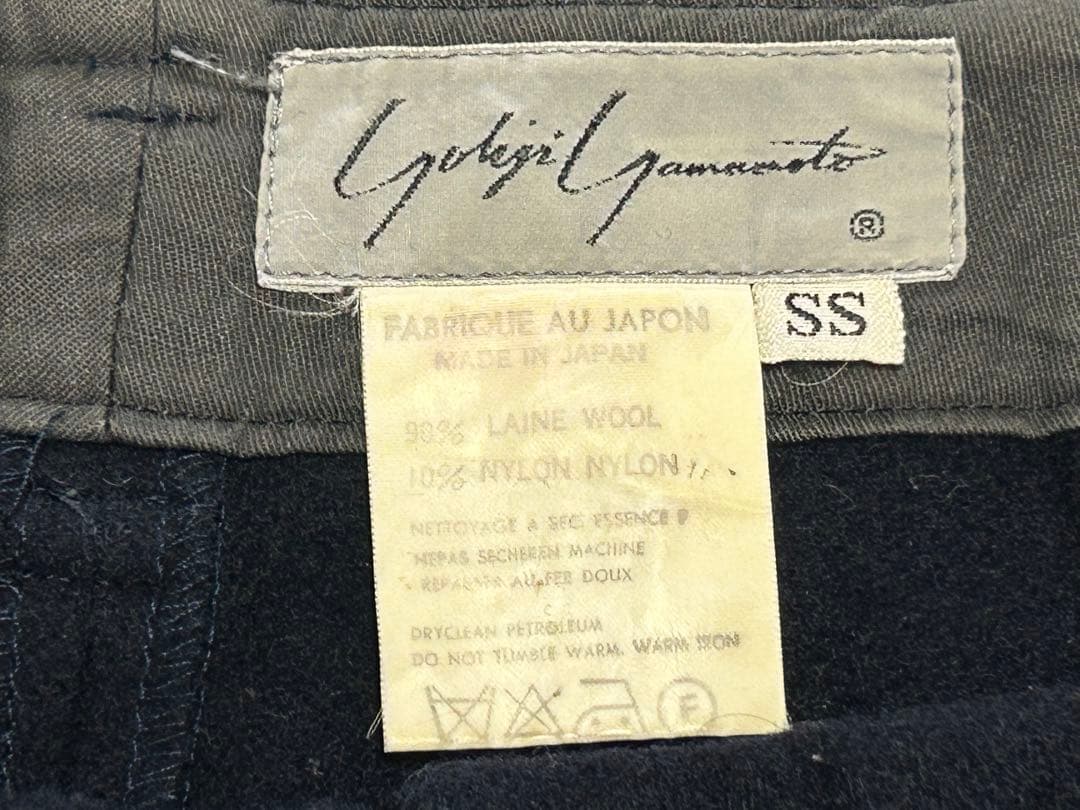 Yohji Yamamoto
®
SS
FABRIQUE AU JAPON
MADE IN JAPAN
90% LAINE WOOL
10% NYLON NYLON
NETTOYAGE A SEC ESSENCE P
NEPAS SECHEREN MACHINE
REPASSER AU FER DOUX
DRYCLEAN PETROLEUM
DO NOT TUMBLE WARM. WARM IRON
F